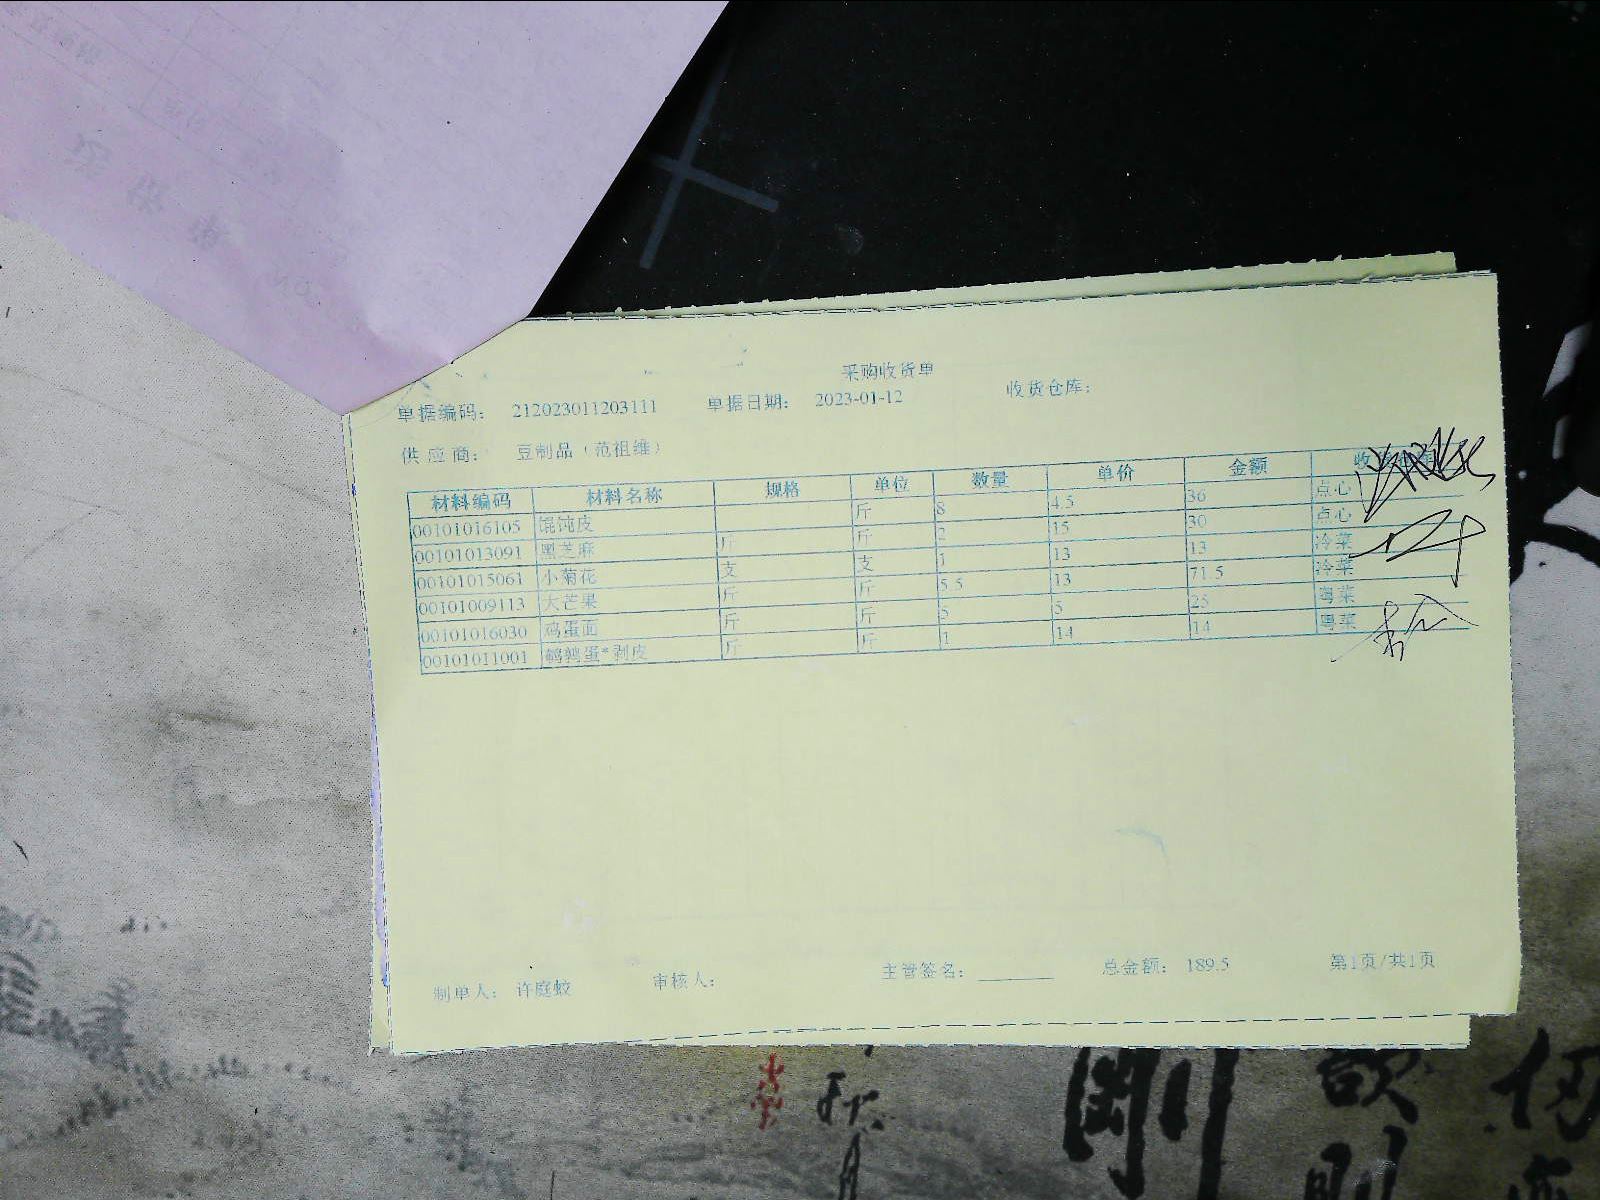 采购收货单
单据编码： 212023011203111 单据日期： 2023-01-12 收货仓库：
供应商： 豆制品（范祖维）
材料编码 材料名称 规格 单位 数量 单价 金额
00101016105 馄饨皮 斤 8 4.5 36 点心
00101013091 黑芝麻 斤 斤 2 15 30 点心
00101015061 小菊花 支 支 1 13 13 冷菜
00101009113 大芒果 斤 斤 5.5 13 71.5 冷菜
00101016030 鸡蛋面 斤 斤 5 5 25 粤菜
00101011001 鹌鹑蛋*剥皮 斤 斤 1 14 14 粤菜
制单人： 许庭蛟 审核人： 主管签名： 总金额： 189.5 第1页/共1页